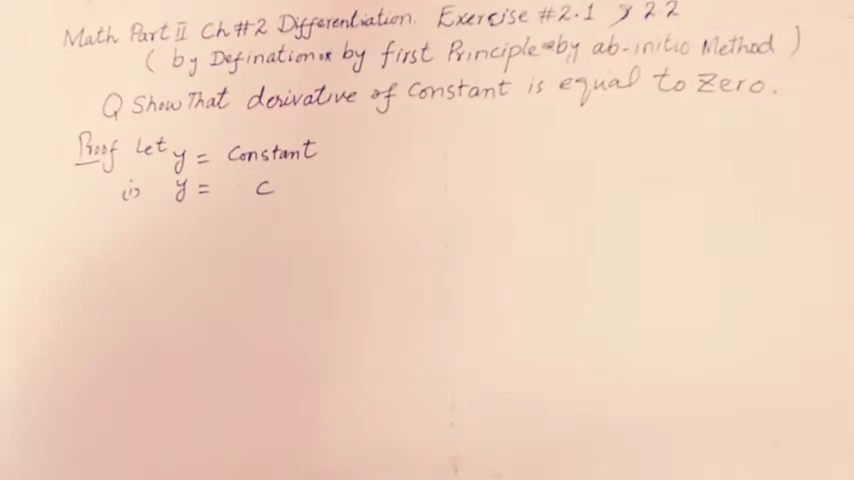 Math Part II Ch #2 Differentiation. Exercise #2.1 , 2 2
( by Defination or by first Principle or by ab-initio Method )
Q Show That derivative of Constant is equal to Zero.
Proof Let y = Constant
(i) y = C